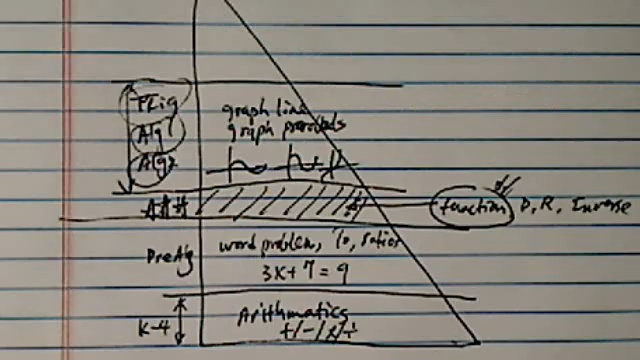 Trig
Alg 1
Alg 2
graph line
graph
function D, R, Inverse
PreAlg
word problem, %, ratios
3x + 7 = 9
K-4
Arithmatics
+/-/x/÷